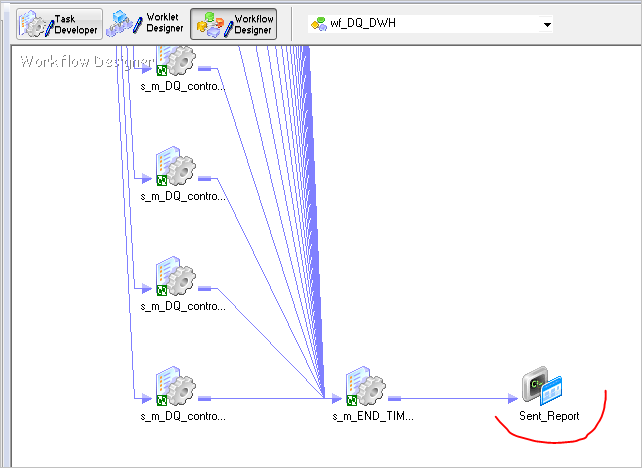 Task
Developer
Worklet
Designer
Workflow
Designer
wf_DQ_DWH
Workflow Designer
s_m_DQ_contro...
s_m_DQ_contro...
s_m_DQ_contro...
s_m_DQ_contro...
s_m_END_TIM...
C:\_
Sent_Report